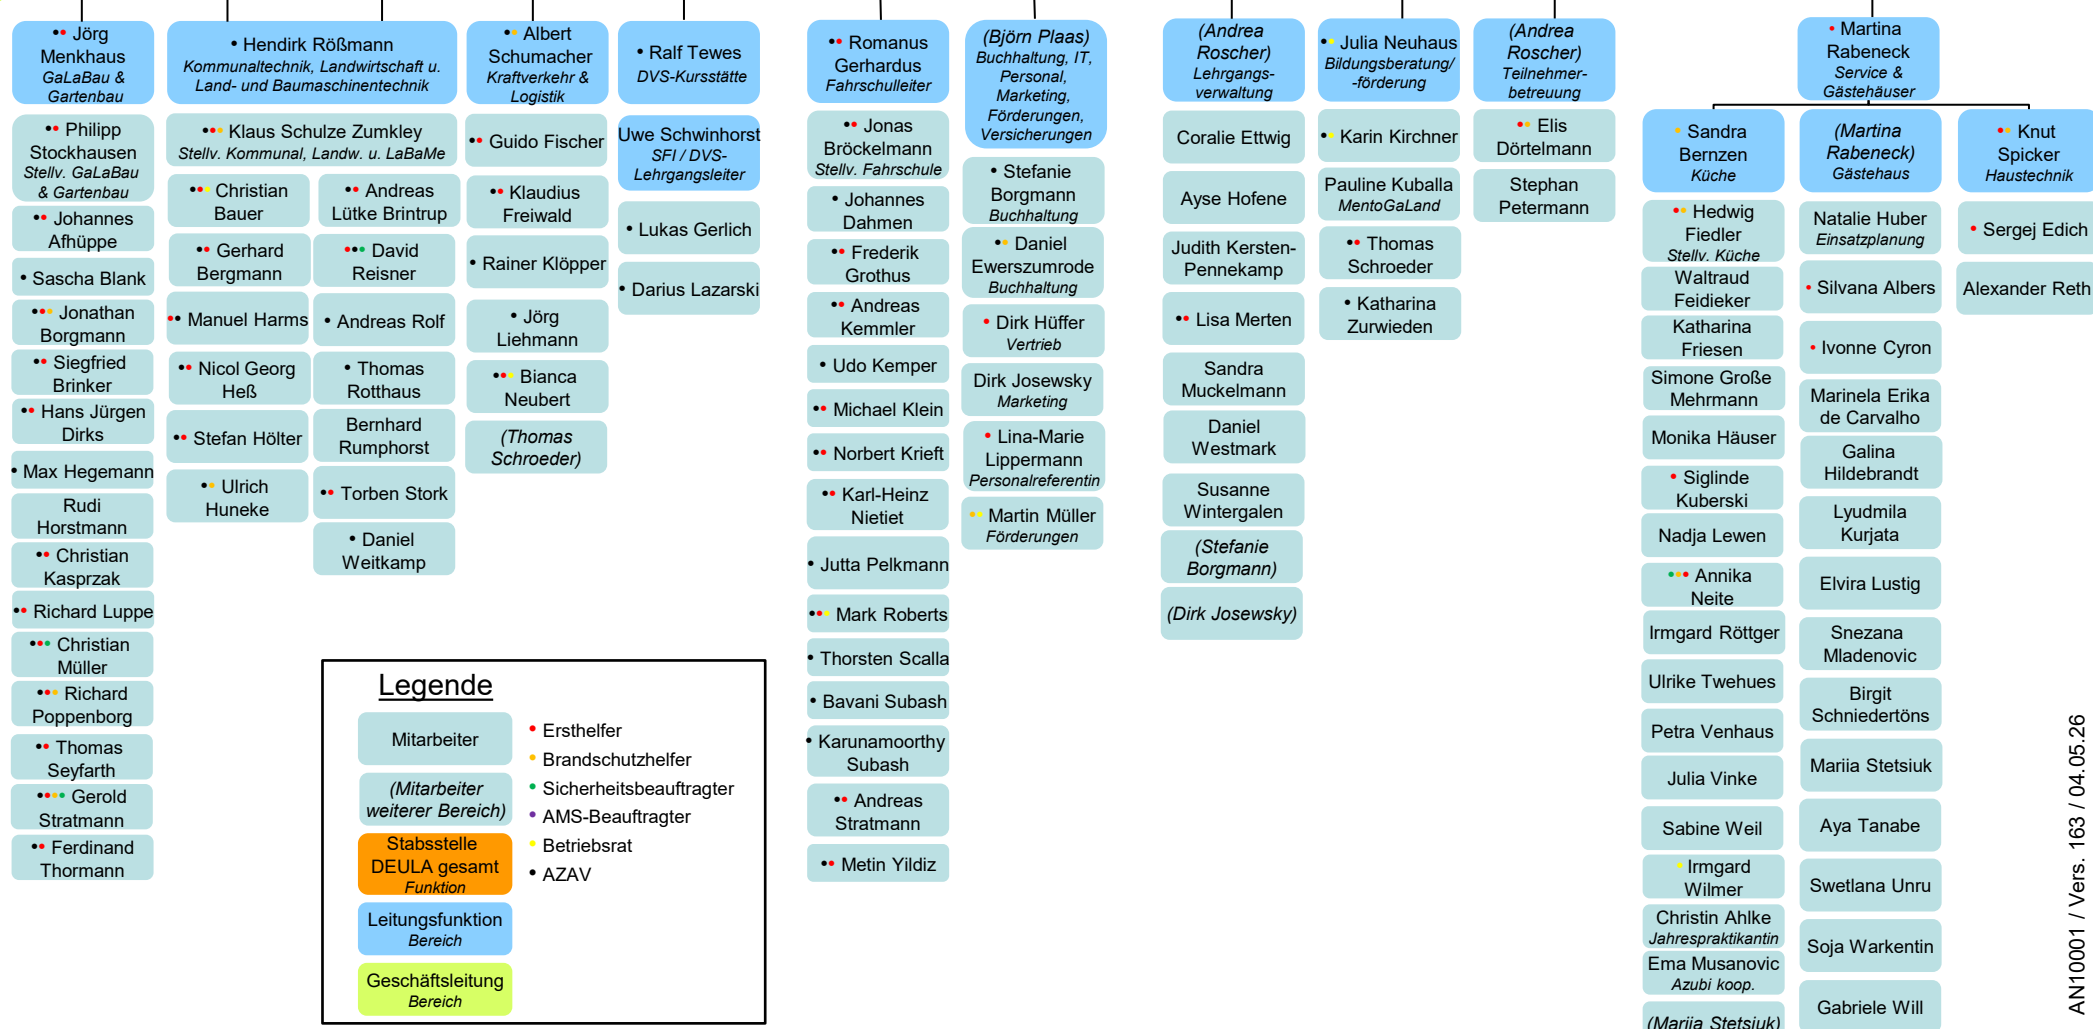 • • Jörg
Menkhaus
GaLaBau &
Gartenbau
• • Philipp
Stockhausen
Stellv. GaLaBau
& Gartenbau
• • Johannes
Afhüppe
• Sascha Blank
• • • Jonathan
Borgmann
• • Siegfried
Brinker
• • Hans Jürgen
Dirks
• Max Hegemann
Rudi
Horstmann
• • Christian
Kasprzak
• • Richard Luppe
• • • Christian
Müller
• • • Richard
Poppenborg
• • Thomas
Seyfarth
• • • • Gerold
Stratmann
• • Ferdinand
Thormann
• Hendirk Rößmann
Kommunaltechnik, Landwirtschaft u.
Land- und Baumaschinentechnik
• • • Klaus Schulze Zumkley
Stellv. Kommunal, Landw. u. LaBaMe
• • • Christian
Bauer
• • Gerhard
Bergmann
• • Manuel Harms
• • Nicol Georg
Heß
• • Stefan Hölter
• • Ulrich
Huneke
• • Andreas
Lütke Brintrup
• • • David
Reisner
• Andreas Rolf
• Thomas
Rotthaus
Bernhard
Rumphorst
• • Torben Stork
• Daniel
Weitkamp
• • Albert
Schumacher
Kraftverkehr &
Logistik
• • Guido Fischer
• • Klaudius
Freiwald
• Rainer Klöpper
• Jörg
Liehmann
• • • Bianca
Neubert
(Thomas
Schroeder)
• Ralf Tewes
DVS-Kursstätte
Uwe Schwinhorst
SFI / DVS-
Lehrgangsleiter
• Lukas Gerlich
• Darius Lazarski
• • Romanus
Gerhardus
Fahrschulleiter
• • Jonas
Bröckelmann
Stellv. Fahrschule
• Johannes
Dahmen
• • Frederik
Grothus
• • Andreas
Kemmler
• Udo Kemper
• • Michael Klein
• • Norbert Krieft
• • Karl-Heinz
Nietiet
• Jutta Pelkmann
• • • Mark Roberts
• Thorsten Scalla
• Bavani Subash
• Karunamoorthy
Subash
• • Andreas
Stratmann
• • Metin Yildiz
(Björn Plaas)
Buchhaltung, IT,
Personal,
Marketing,
Förderungen,
Versicherungen
• Stefanie
Borgmann
Buchhaltung
• • Daniel
Ewerszumrode
Buchhaltung
• Dirk Hüffer
Vertrieb
Dirk Josewsky
Marketing
• Lina-Marie
Lippermann
Personalreferentin
• • Martin Müller
Förderungen
(Andrea
Roscher)
Lehrgangs-
verwaltung
Coralie Ettwig
Ayse Hofene
Judith Kersten-
Pennekamp
• • Lisa Merten
Sandra
Muckelmann
Daniel
Westmark
Susanne
Wintergalen
(Stefanie
Borgmann)
(Dirk Josewsky)
• • Julia Neuhaus
Bildungsberatung/
-förderung
• • Karin Kirchner
Pauline Kuballa
MentoGaLand
• • Thomas
Schroeder
• Katharina
Zurwieden
(Andrea
Roscher)
Teilnehmer-
betreuung
• • Elis
Dörtelmann
Stephan
Petermann
• Martina
Rabeneck
Service &
Gästehäuser
• Sandra
Bernzen
Küche
• • Hedwig
Fiedler
Stellv. Küche
Waltraud
Feidieker
Katharina
Friesen
Simone Große
Mehrmann
Monika Häuser
• Siglinde
Kuberski
Nadja Lewen
• • • Annika
Neite
Irmgard Röttger
Ulrike Twehues
Petra Venhaus
Julia Vinke
Sabine Weil
• Irmgard
Wilmer
Christin Ahlke
Jahrespraktikantin
Ema Musanovic
Azubi koop.
(Mariia Stetsiuk)
(Martina
Rabeneck)
Gästehaus
Natalie Huber
Einsatzplanung
• Silvana Albers
• Ivonne Cyron
Marinela Erika
de Carvalho
Galina
Hildebrandt
Lyudmila
Kurjata
Elvira Lustig
Snezana
Mladenovic
Birgit
Schniedertöns
Mariia Stetsiuk
Aya Tanabe
Swetlana Unru
Soja Warkentin
Gabriele Will
• • Knut
Spicker
Haustechnik
• Sergej Edich
Alexander Reth
Legende
Mitarbeiter
(Mitarbeiter
weiterer Bereich)
Stabsstelle
DEULA gesamt
Funktion
Leitungsfunktion
Bereich
Geschäftsleitung
Bereich
• Ersthelfer
• Brandschutzhelfer
• Sicherheitsbeauftragter
• AMS-Beauftragter
• Betriebsrat
• AZAV
AN10001 / Vers. 163 / 04.05.26